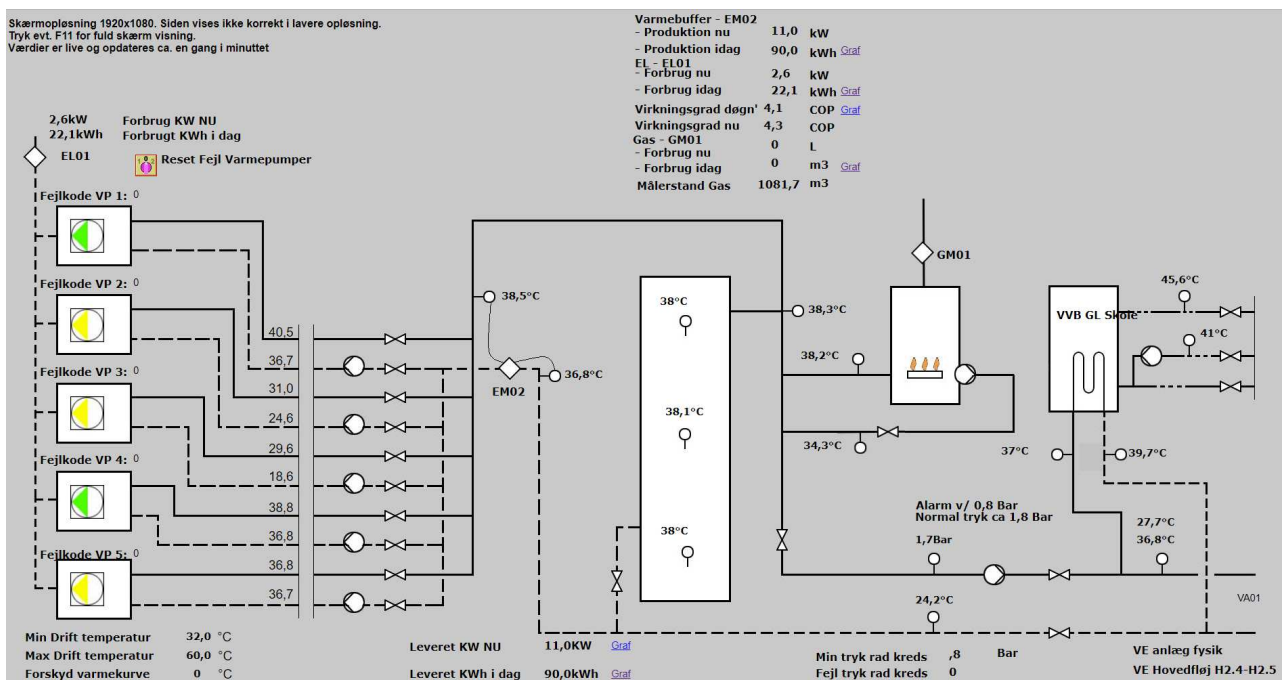 Skærmopløsning 1920x1080. Siden vises ikke korrekt i lavere opløsning.
Tryk evt. F11 for fuld skærm visning.
Værdier er live og opdateres ca. en gang i minuttet
Varmebuffer - EM02
- Produktion nu 11,0 kW
- Produktion idag 90,0 kWh Graf
EL - EL01
- Forbrug nu 2,6 kW
- Forbrug idag 22,1 kWh Graf
Virkningsgrad døgn' 4,1 COP Graf
Virkningsgrad nu 4,3 COP
Gas - GM01
- Forbrug nu 0 L
- Forbrug idag 0 m3 Graf
Målerstand Gas 1081,7 m3
2,6kW Forbrug KW NU
22,1kWh Forbrugt KWh i dag
EL01
Reset Fejl Varmepumper
Fejlkode VP 1: 0
Fejlkode VP 2: 0
Fejlkode VP 3: 0
Fejlkode VP 4: 0
Fejlkode VP 5: 0
40,5
36,7
31,0
24,6
29,6
18,6
38,8
36,8
36,8
36,7
38,5°C
36,8°C
EM02
38°C
38,1°C
38°C
38,3°C
GM01
38,2°C
34,3°C
VVB GL Skole
45,6°C
41°C
37°C
39,7°C
Alarm v/ 0,8 Bar
Normal tryk ca 1,8 Bar
1,7Bar
27,7°C
36,8°C
24,2°C
VA01
Min Drift temperatur 32,0 °C
Max Drift temperatur 60,0 °C
Forskyd varmekurve 0 °C
Leveret KW NU 11,0KW Graf
Leveret KWh i dag 90,0kWh Graf
Min tryk rad kreds ,8 Bar
Fejl tryk rad kreds 0
VE anlæg fysik
VE Hovedfløj H2.4-H2.5